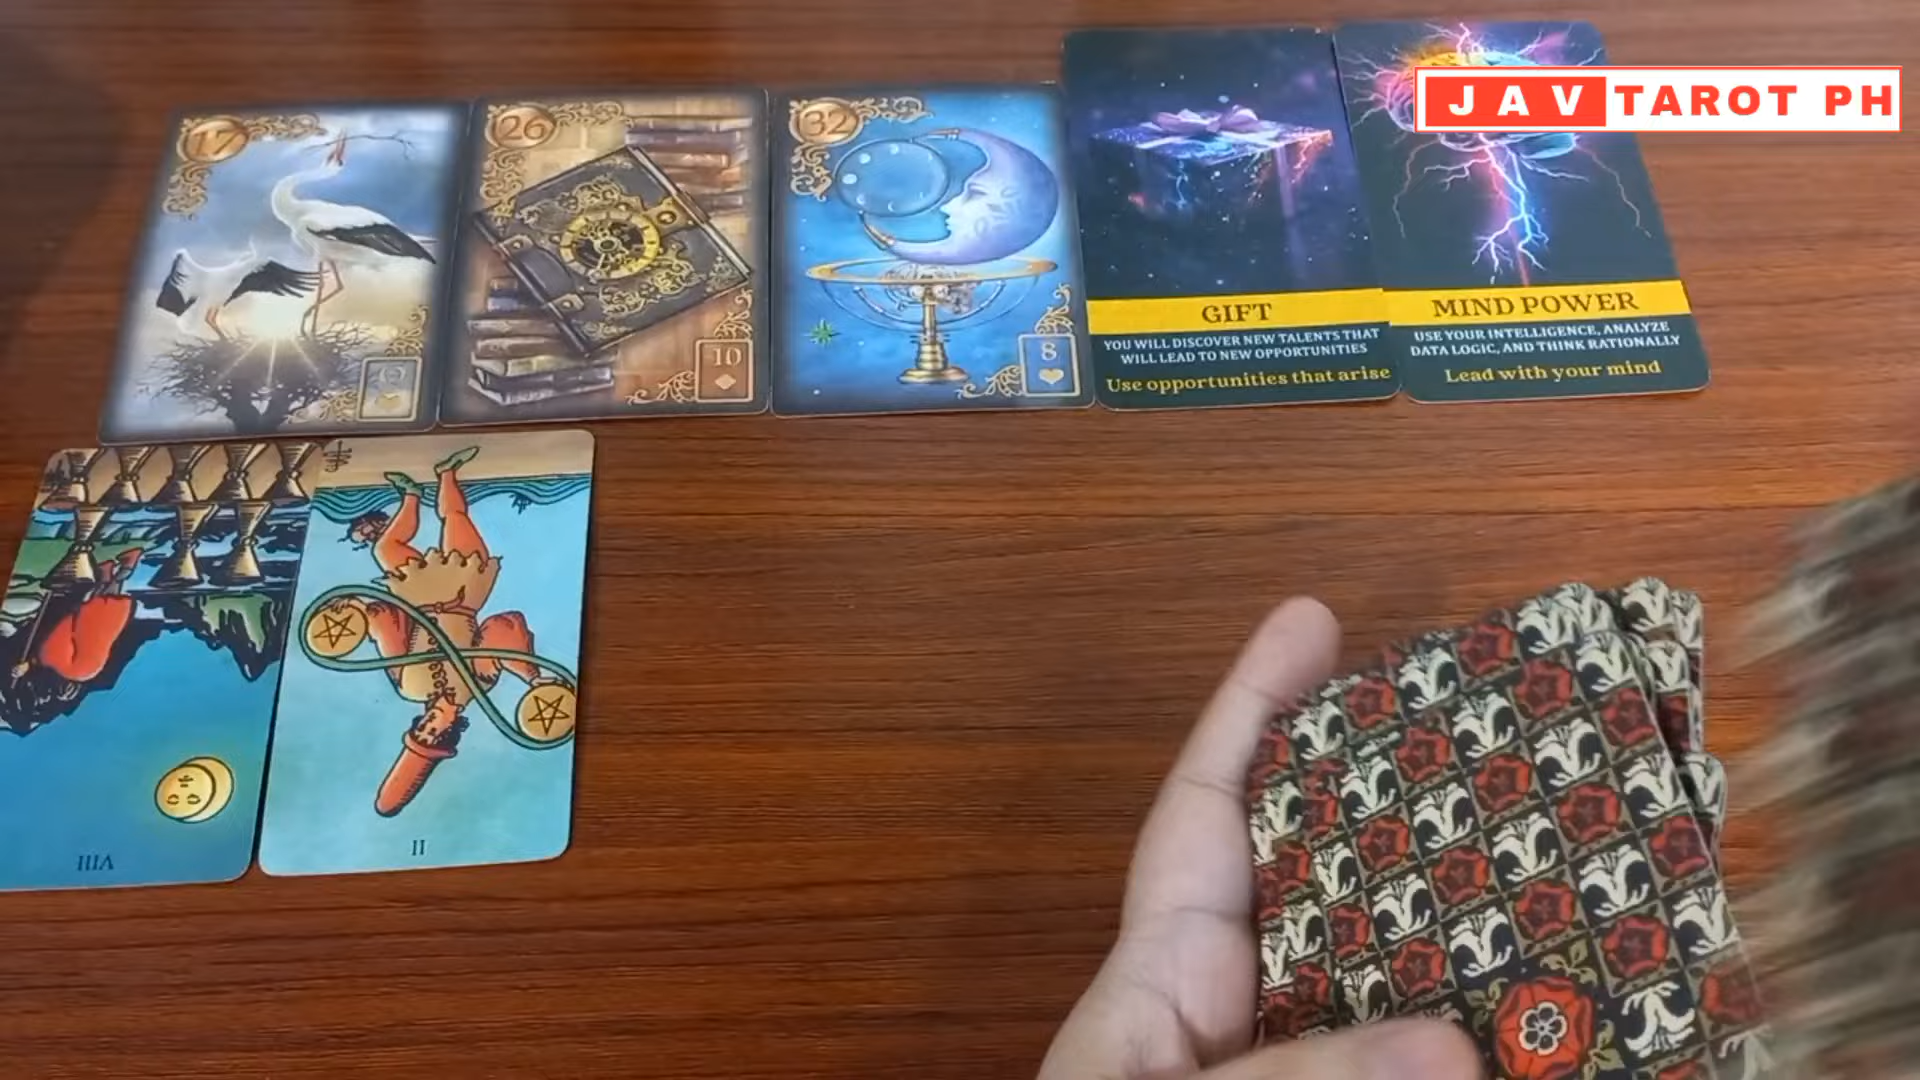 JAV TAROT PH
17
26
32
10
8
GIFT
YOU WILL DISCOVER NEW TALENTS THAT
WILL LEAD TO NEW OPPORTUNITIES
Use opportunities that arise
MIND POWER
USE YOUR INTELLIGENCE, ANALYZE
DATA LOGIC, AND THINK RATIONALLY
Lead with your mind
VIII
II